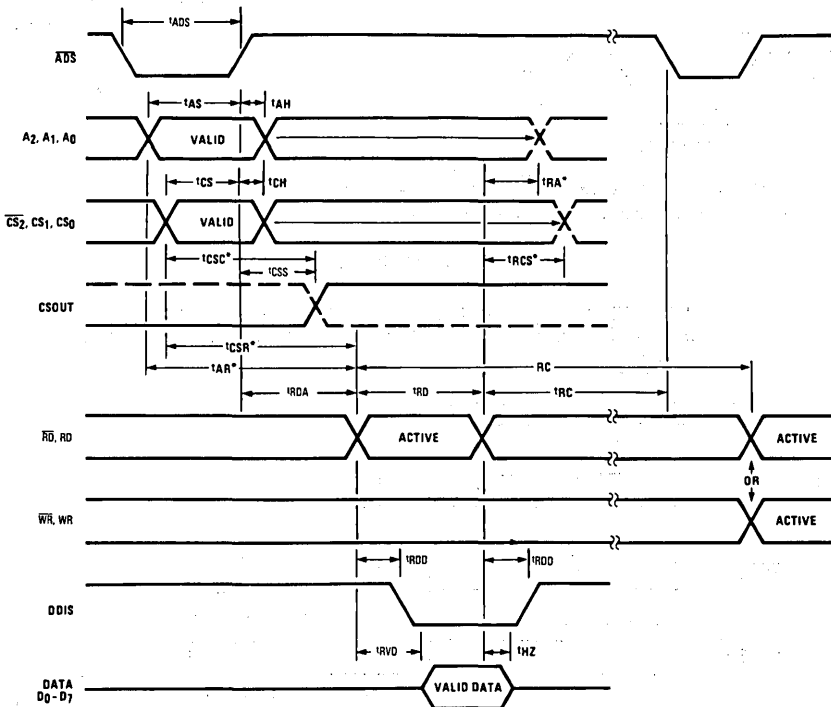 tADS
ADS
tAS tAH
A2, A1, A0 VALID
tCS tCH tRA*
CS2, CS1, CS0 VALID
tCSC* tRCS*
tCSS
CSOUT
tCSR*
tAR* RC
tRDA tRD tRC
RD, RD ACTIVE ACTIVE
OR
WR, WR ACTIVE
tRDD tRDD
DDIS
tRVD tHZ
DATA
D0-D7 VALID DATA